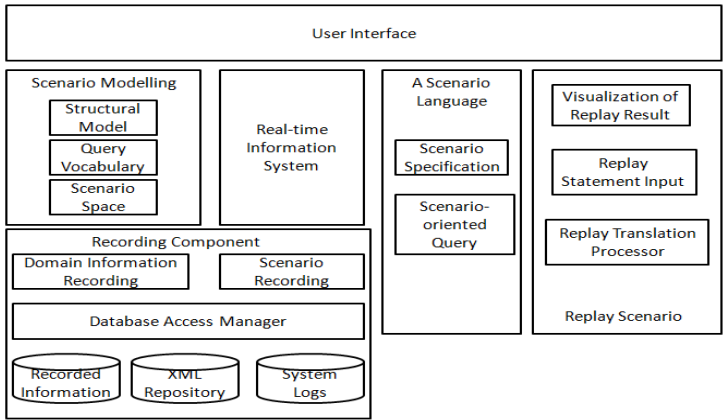 User Interface
Scenario Modelling
Structural
Model
Query
Vocabulary
Scenario
Space
Real-time
Information
System
A Scenario
Language
Scenario
Specification
Scenario-
oriented
Query
Visualization of
Replay Result
Replay
Statement Input
Replay Translation
Processor
Replay Scenario
Recording Component
Domain Information
Recording
Scenario
Recording
Database Access Manager
Recorded
Information
XML
Repository
System
Logs